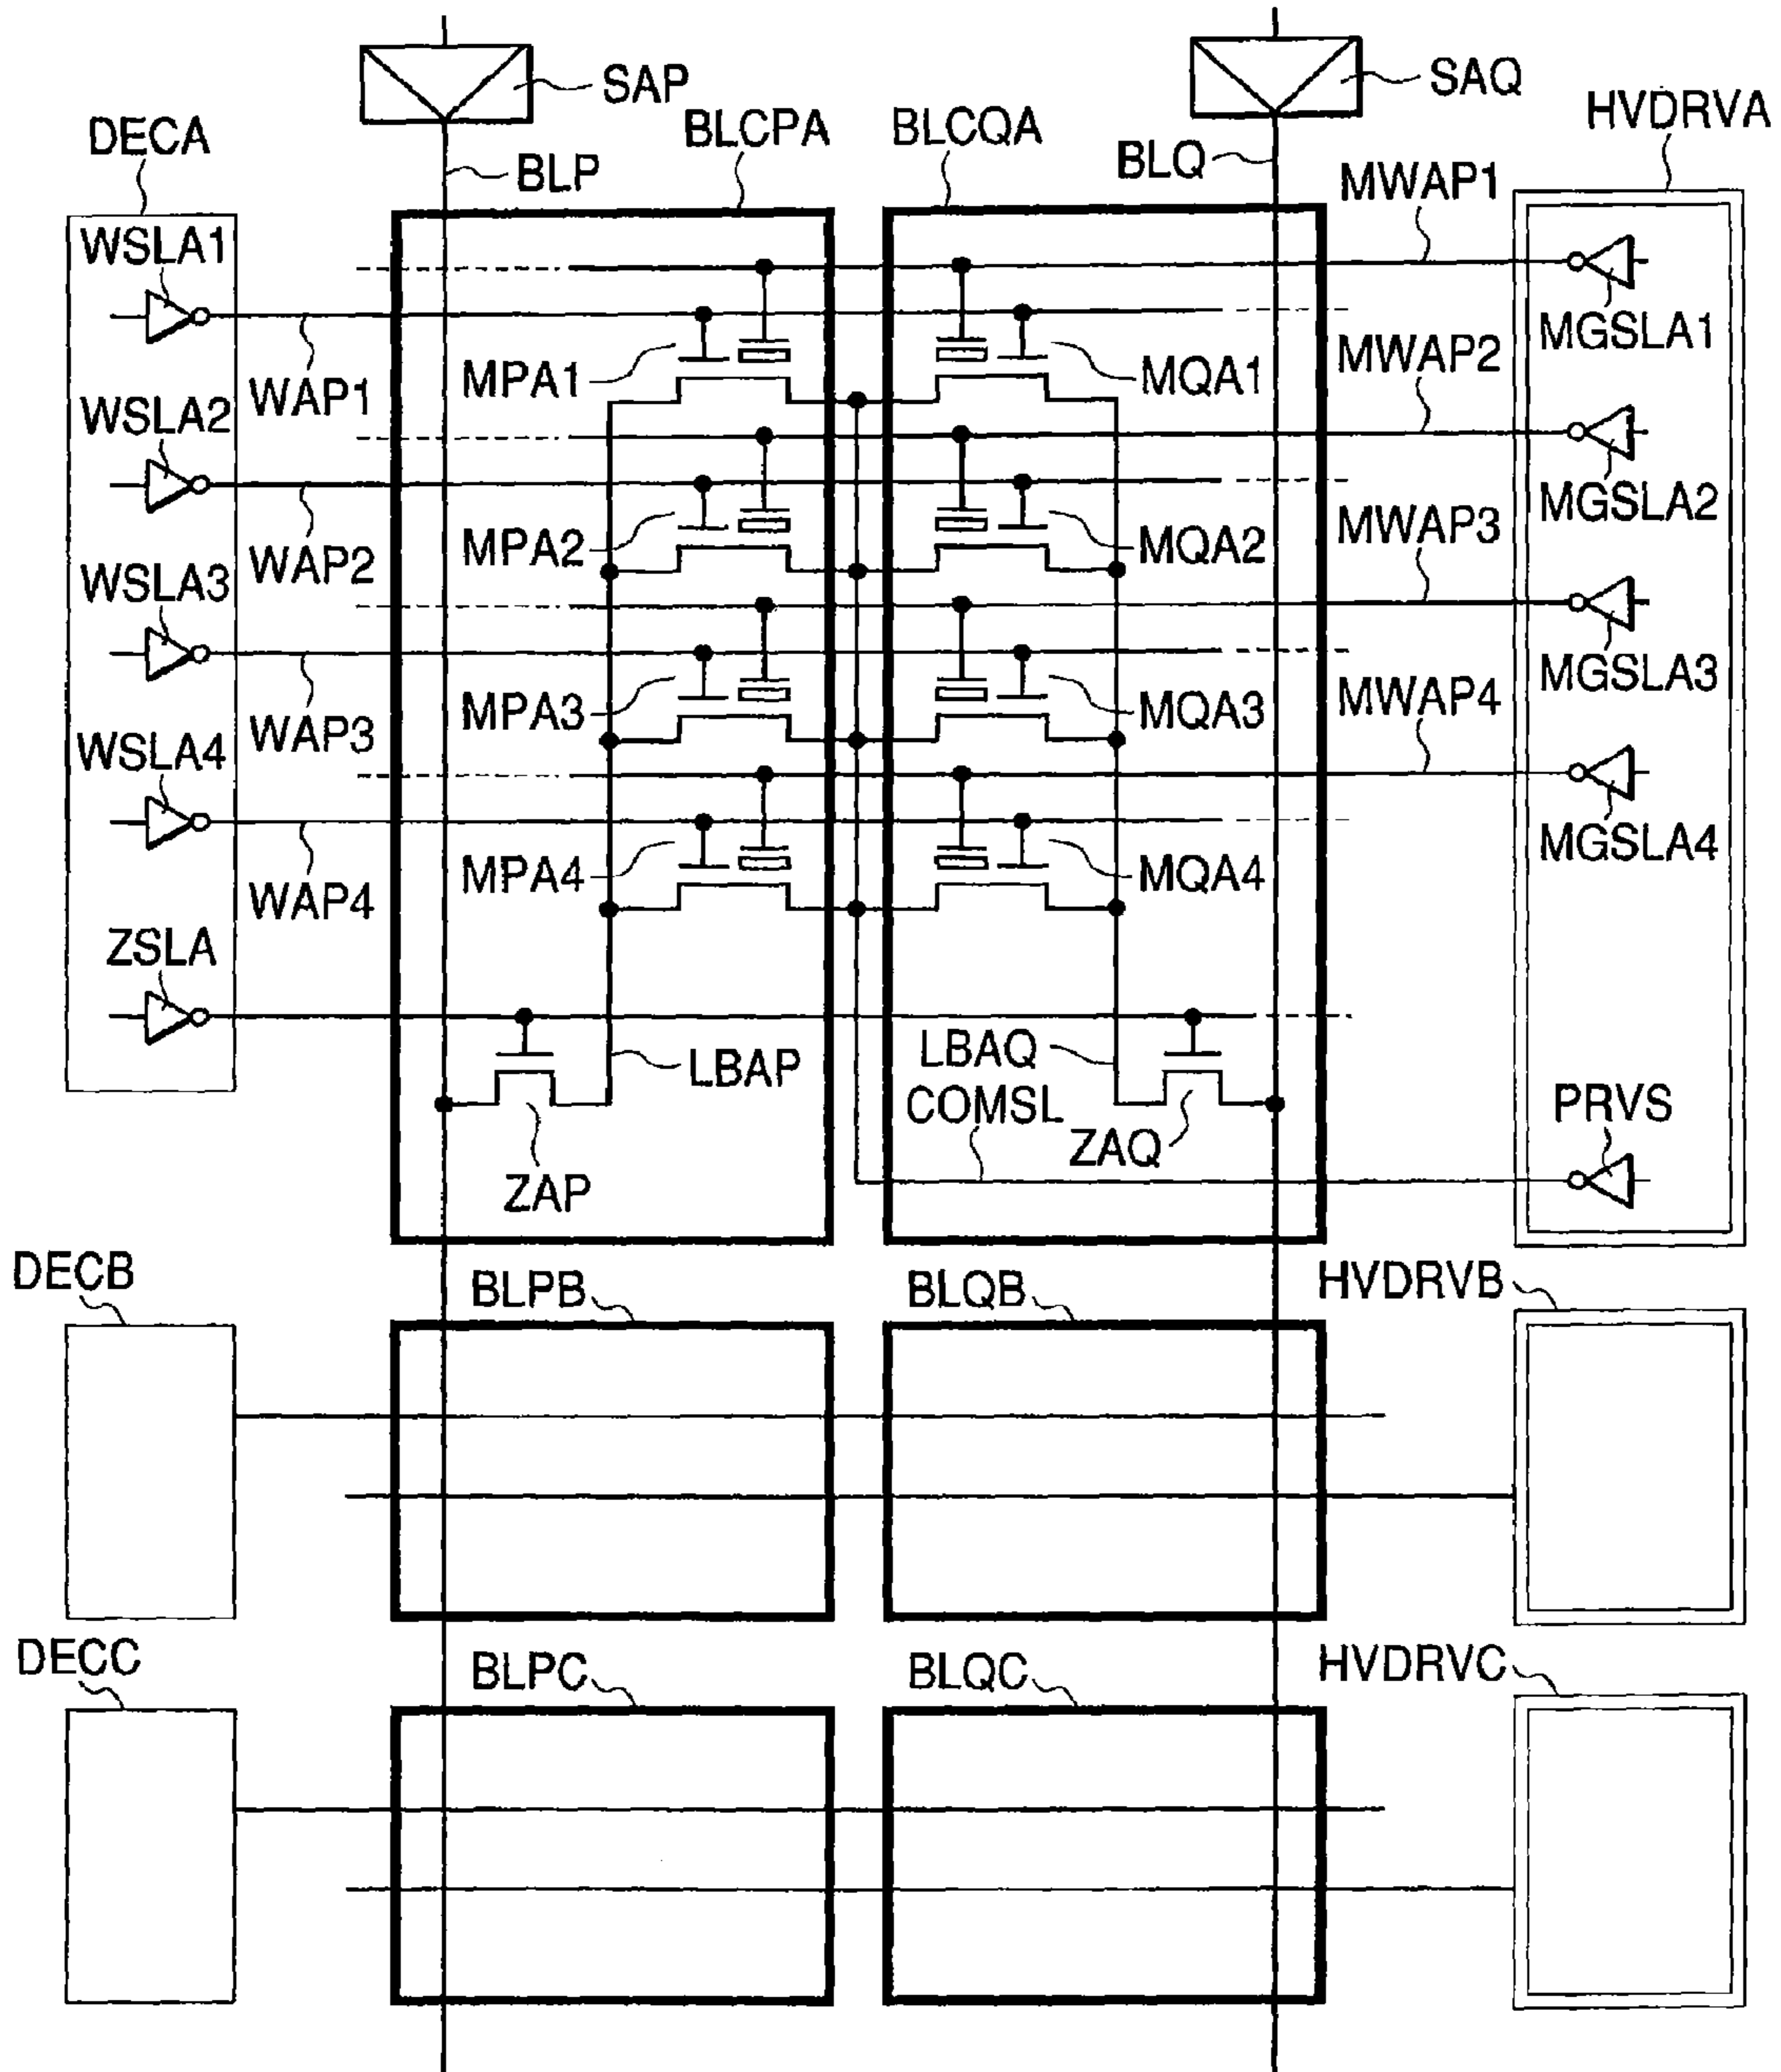 SAP
SAQ
DECA
BLCPA
BLCQA
HVDRVA
BLP
BLQ
MWAP1
WSLA1
MGSLA1
WAP1
MPA1
MQA1
MWAP2
WSLA2
MGSLA2
WAP2
MPA2
MQA2
MWAP3
WSLA3
MGSLA3
WAP3
MPA3
MQA3
MWAP4
WSLA4
MGSLA4
WAP4
MPA4
MQA4
ZSLA
LBAP
LBAQ
COMSL
PRVS
ZAP
ZAQ
DECB
BLPB
BLQB
HVDRVB
DECC
BLPC
BLQC
HVDRVC